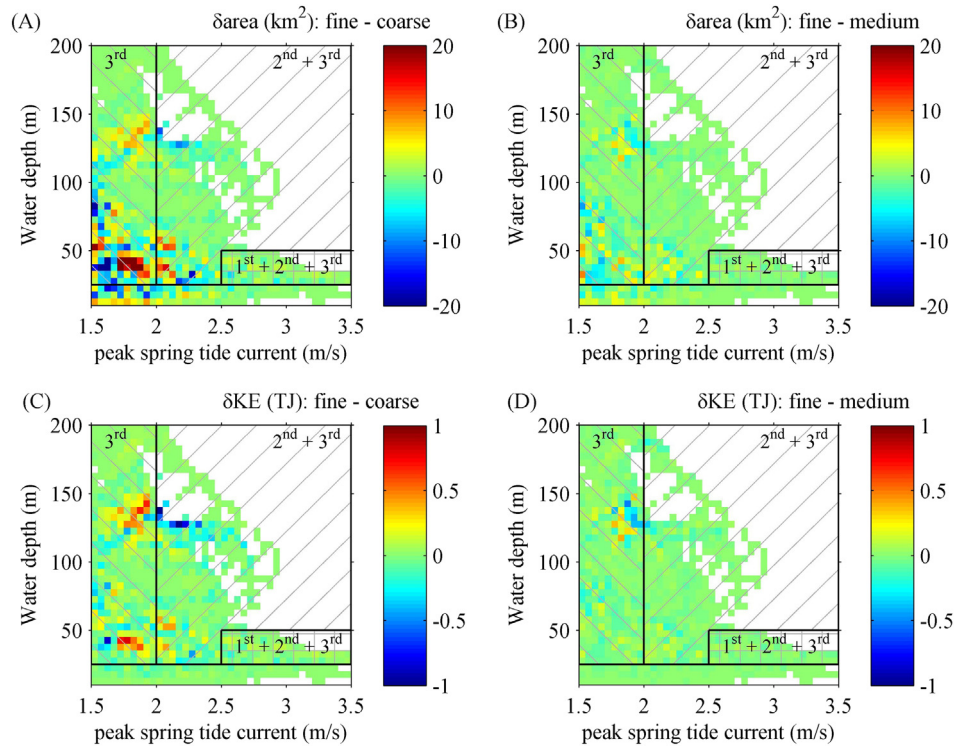 (A) δarea (km²): fine - coarse
200
150
100
50
Water depth (m)
3rd
2nd + 3rd
1st + 2nd + 3rd
1.5 2 2.5 3 3.5
peak spring tide current (m/s)
20
10
0
-10
-20
(B) δarea (km²): fine - medium
200
150
100
50
Water depth (m)
3rd
2nd + 3rd
1st + 2nd + 3rd
1.5 2 2.5 3 3.5
peak spring tide current (m/s)
20
10
0
-10
-20
(C) δKE (TJ): fine - coarse
200
150
100
50
Water depth (m)
3rd
2nd + 3rd
1st + 2nd + 3rd
1.5 2 2.5 3 3.5
peak spring tide current (m/s)
1
0.5
0
-0.5
-1
(D) δKE (TJ): fine - medium
200
150
100
50
Water depth (m)
3rd
2nd + 3rd
1st + 2nd + 3rd
1.5 2 2.5 3 3.5
peak spring tide current (m/s)
1
0.5
0
-0.5
-1